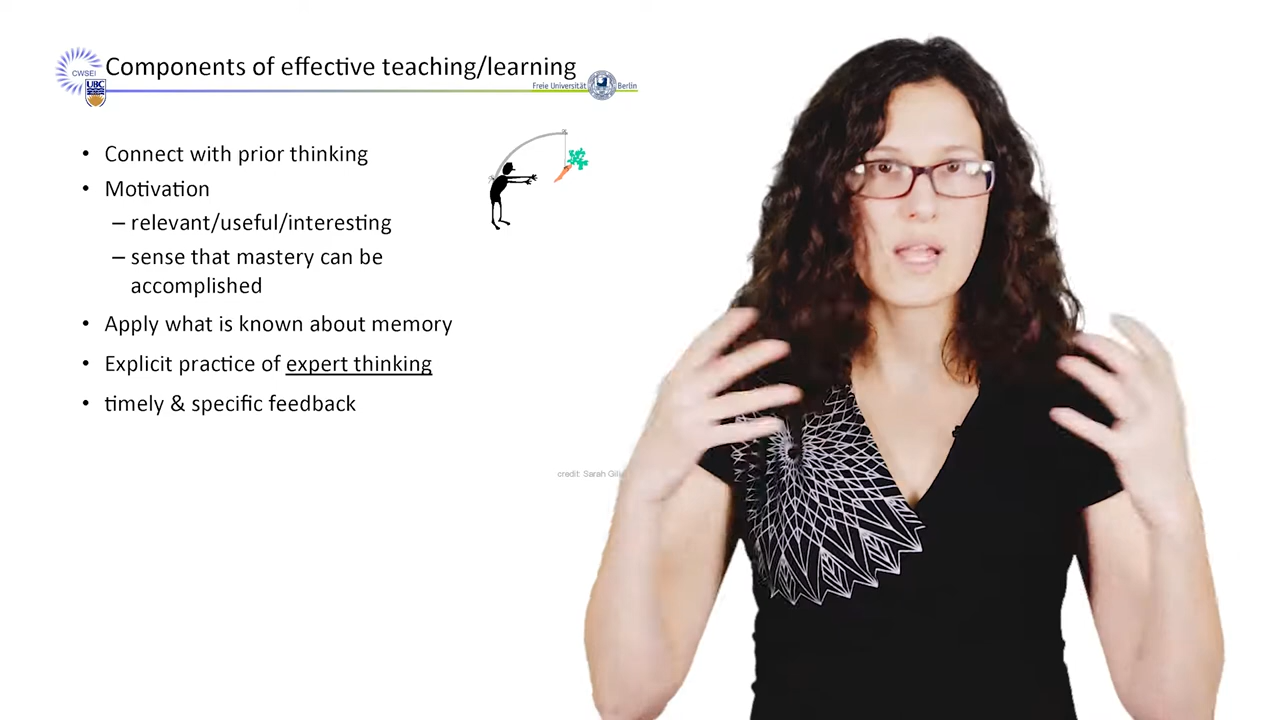 CWSEI
UBC
Components of effective teaching/learning
Freie Universität Berlin
• Connect with prior thinking
• Motivation
– relevant/useful/interesting
– sense that mastery can be
accomplished
• Apply what is known about memory
• Explicit practice of expert thinking
• timely & specific feedback
credit: Sarah